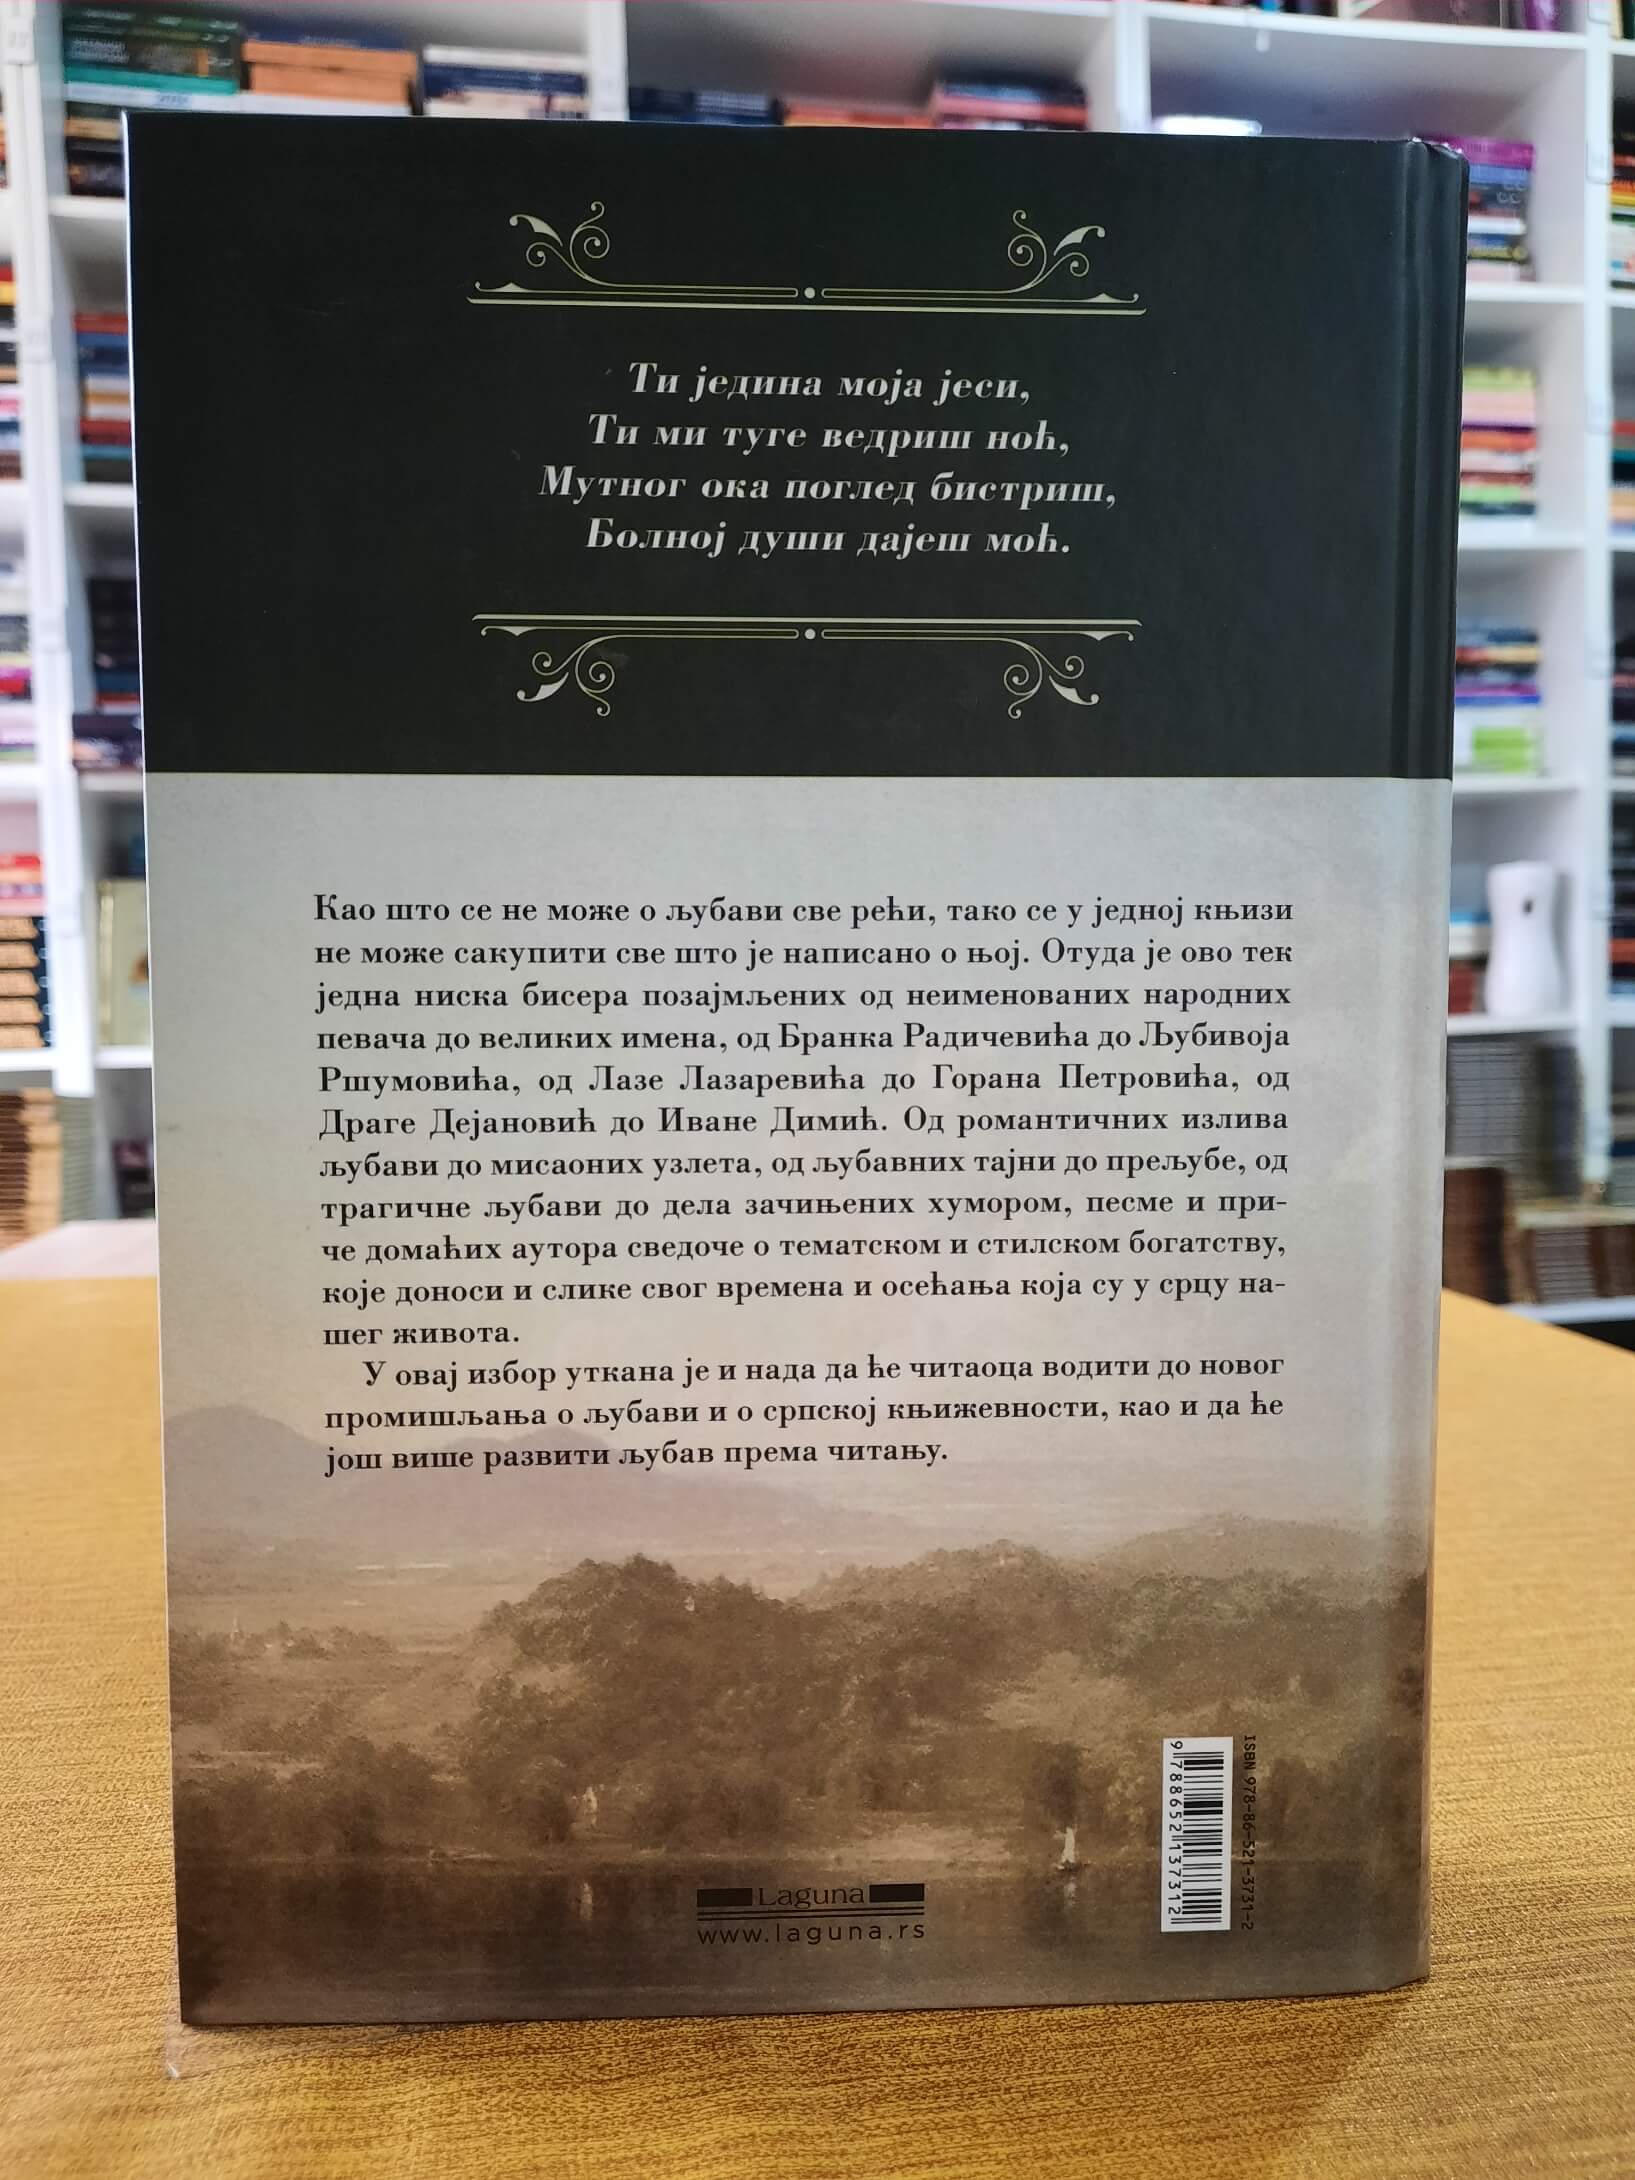 Ти једина моја јеси,
Ти ми туге ведриш ноћ,
Мутног ока поглед бистриш,
Болној души дајеш моћ.
Као што се не може о љубави све рећи, тако се у једној књизи
не може сакупити све што је написано о њој. Отуда је ово тек
једна ниска бисера позајмљених од неименованих народних
певача до великих имена, од Бранка Радичевића до Љубивоја
Ршумовића, од Лазе Лазаревића до Горана Петровића, од
Драге Дејановић до Иване Димић. Од романтичних излива
љубави до мисаоних узлета, од љубавних тајни до прељубе, од
трагичне љубави до дела зачињених хумором, песме и при-
че домаћих аутора сведоче о тематском и стилском богатству,
које доноси и слике свог времена и осећања која су у срцу на-
шег живота.
У овај избор уткана је и нада да ће читаоца водити до новог
промишљања о љубави и о српској књижевности, као и да ће
још више развити љубав према читању.
ISBN 978-86-521-3731-2
9788652137312
Laguna
www.laguna.rs